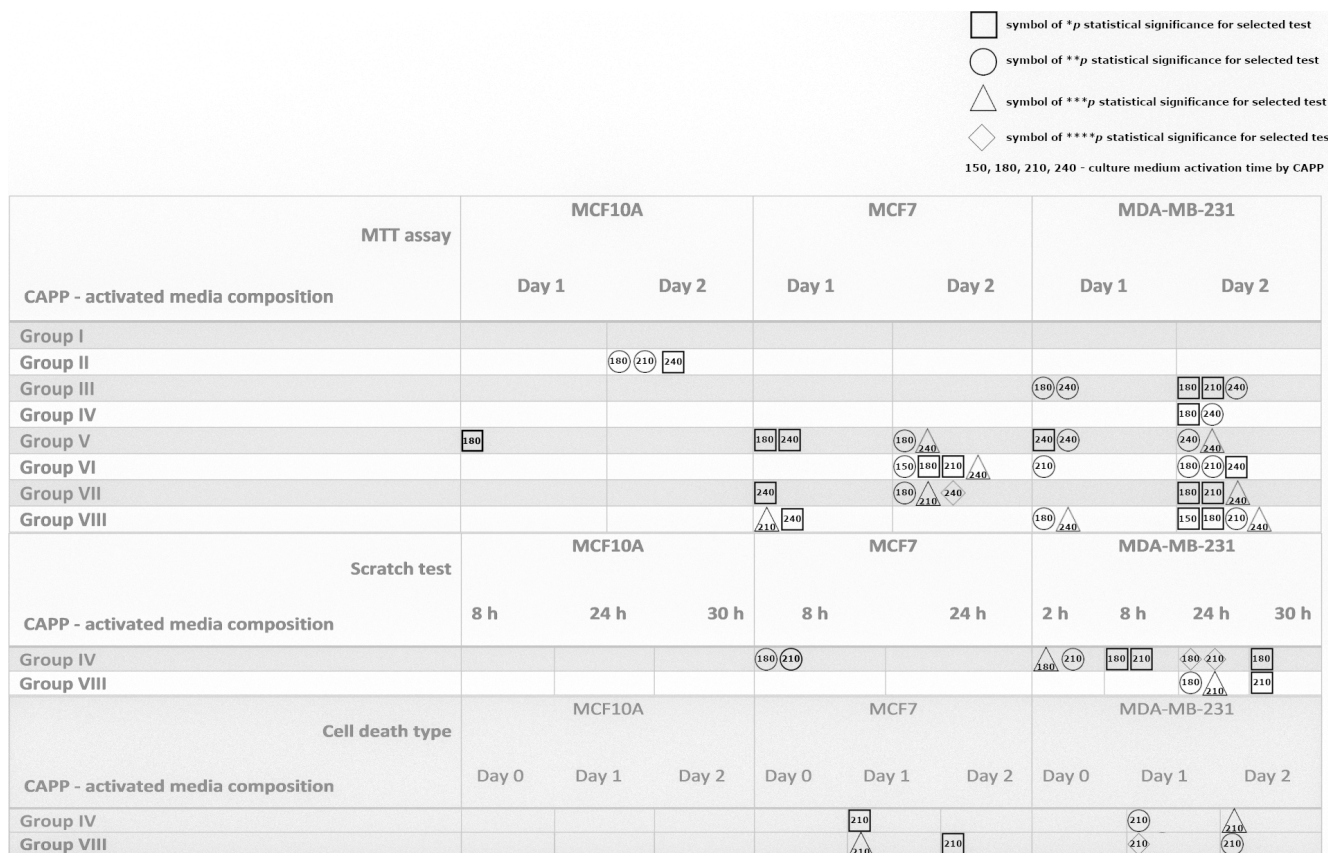 symbol of *p statistical significance for selected test
symbol of **p statistical significance for selected test
symbol of ***p statistical significance for selected test
symbol of ****p statistical significance for selected tes
150, 180, 210, 240 - culture medium activation time by CAPP
MCF10A MCF7 MDA-MB-231
MTT assay
Day 1 Day 2 Day 1 Day 2 Day 1 Day 2
CAPP - activated media composition
Group I
Group II 180 210 240
Group III 180 240 180 210 240
Group IV 180 240
Group V 180 180 240 180 240 240 240 240 240
Group VI 150 180 210 240 210 180 210 240
Group VII 240 180 210 240 180 210 240
Group VIII 210 240 180 240 150 180 210 240
MCF10A MCF7 MDA-MB-231
Scratch test
8 h 24 h 30 h 8 h 24 h 2 h 8 h 24 h 30 h
CAPP - activated media composition
Group IV 180 210 180 210 180 210 180 210 180
Group VIII 180 210 210
MCF10A MCF7 MDA-MB-231
Cell death type
Day 0 Day 1 Day 2 Day 0 Day 1 Day 2 Day 0 Day 1 Day 2
CAPP - activated media composition
Group IV 210 210 210
Group VIII 210 210 210 210